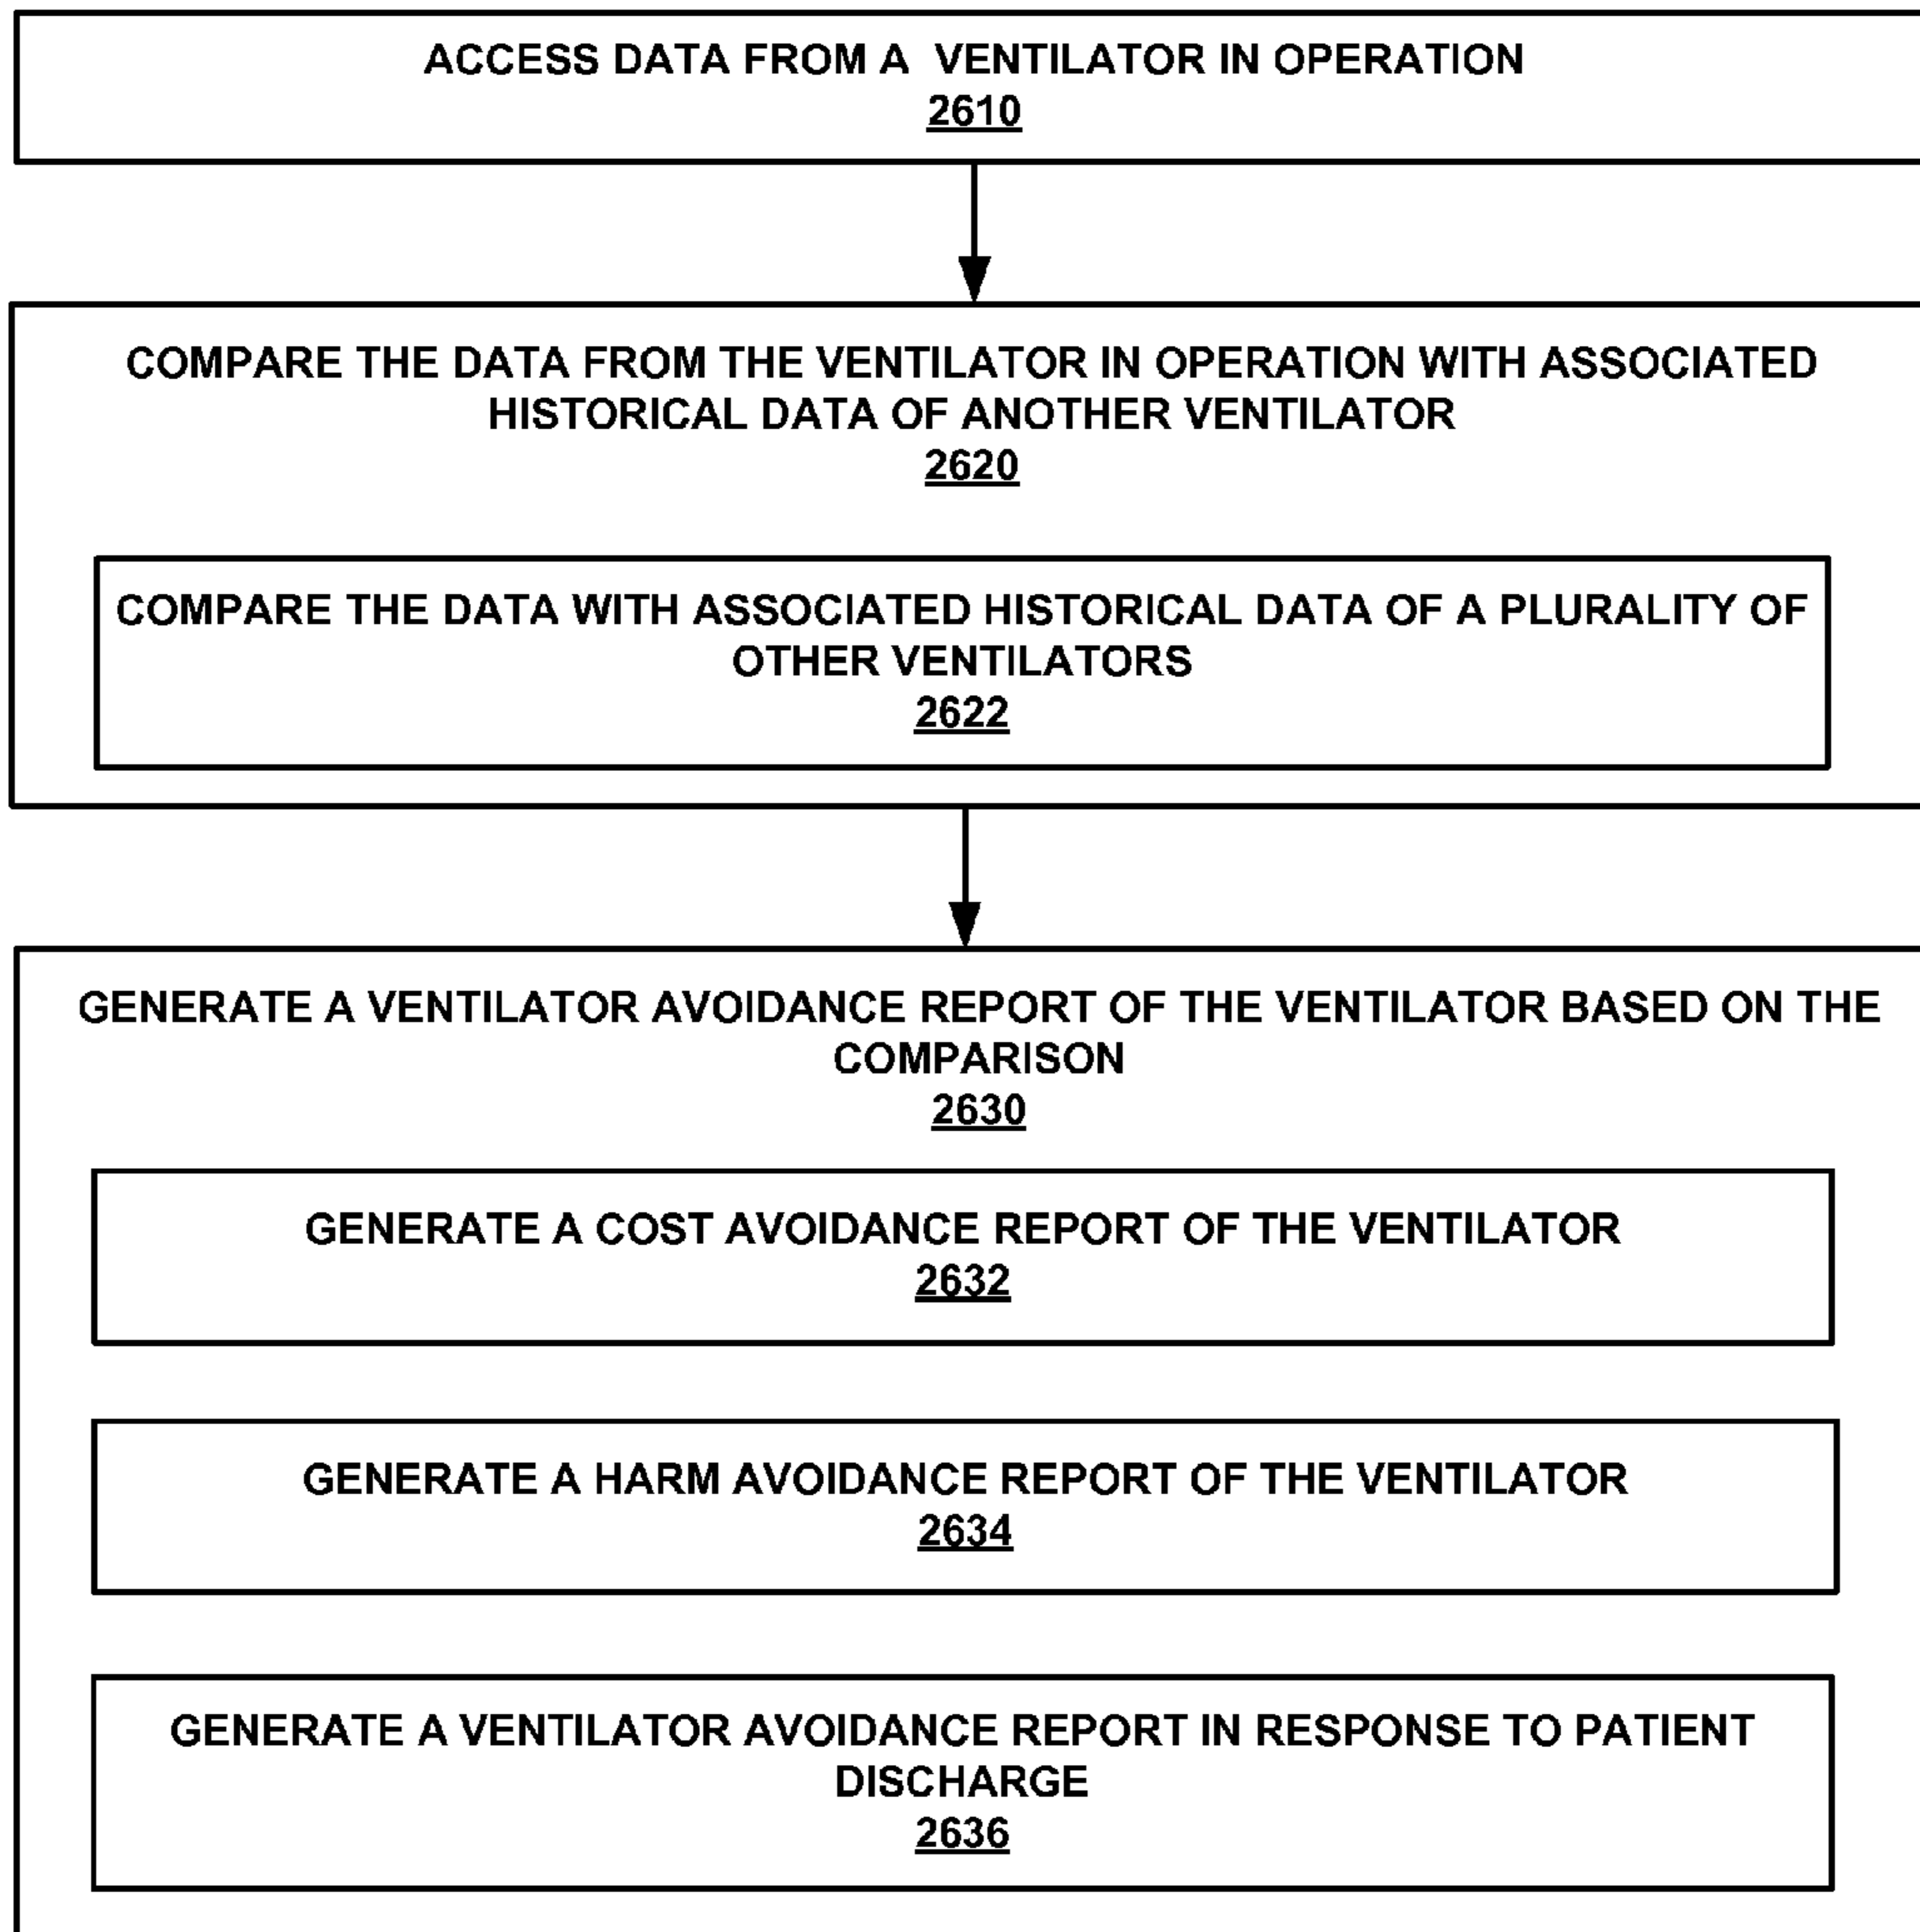 ACCESS DATA FROM A VENTILATOR IN OPERATION
2610
COMPARE THE DATA FROM THE VENTILATOR IN OPERATION WITH ASSOCIATED
HISTORICAL DATA OF ANOTHER VENTILATOR
2620
COMPARE THE DATA WITH ASSOCIATED HISTORICAL DATA OF A PLURALITY OF
OTHER VENTILATORS
2622
GENERATE A VENTILATOR AVOIDANCE REPORT OF THE VENTILATOR BASED ON THE
COMPARISON
2630
GENERATE A COST AVOIDANCE REPORT OF THE VENTILATOR
2632
GENERATE A HARM AVOIDANCE REPORT OF THE VENTILATOR
2634
GENERATE A VENTILATOR AVOIDANCE REPORT IN RESPONSE TO PATIENT
DISCHARGE
2636